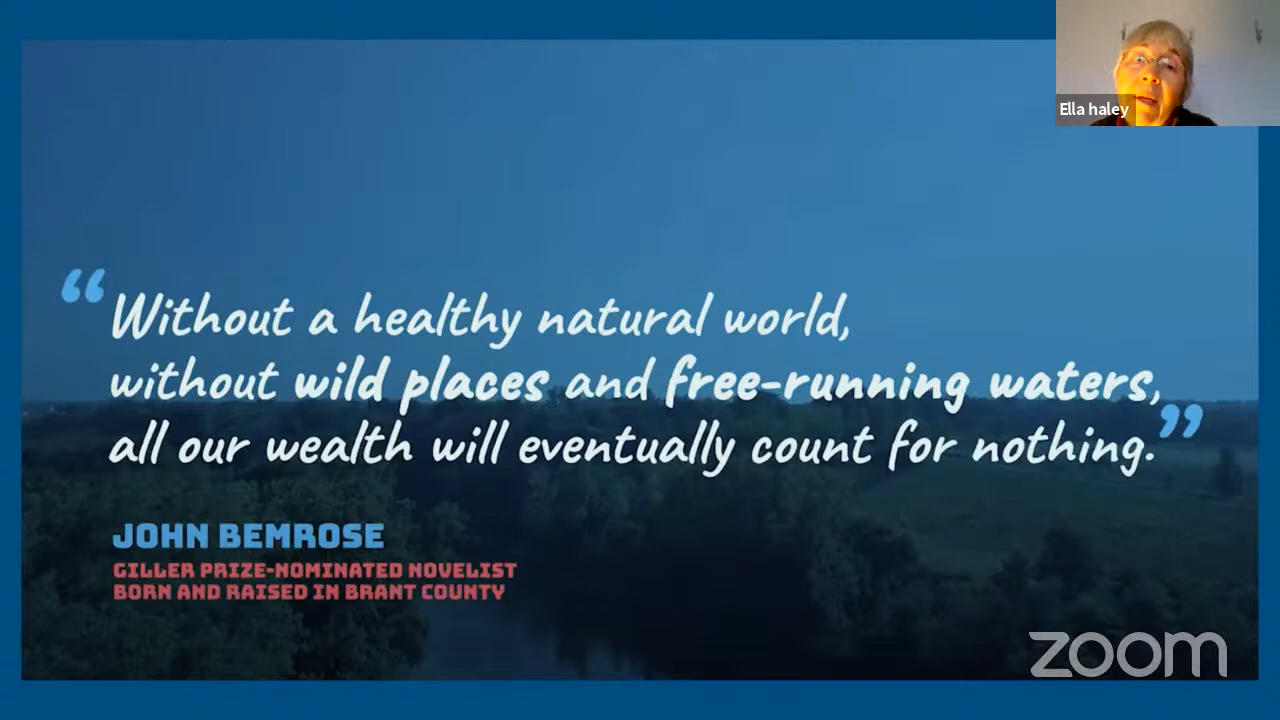 Ella haley
“Without a healthy natural world,
without wild places and free-running waters,
all our wealth will eventually count for nothing.”
JOHN BEMROSE
GILLER PRIZE-NOMINATED NOVELIST
BORN AND RAISED IN BRANT COUNTY
zoom